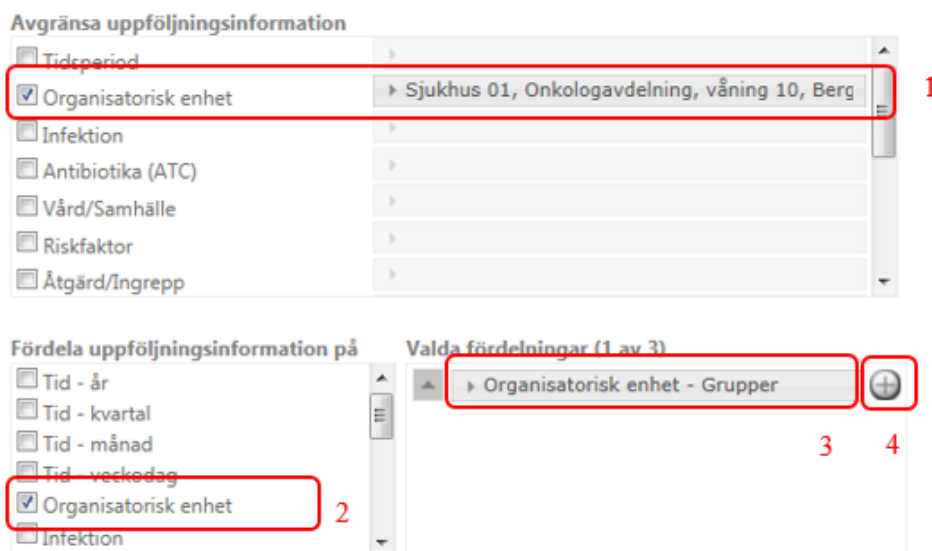 Avgränsa uppföljningsinformation
Tidsperiod
Organisatorisk enhet
Sjukhus 01, Onkologavdelning, våning 10, Berg
1
Infektion
Antibiotika (ATC)
Vård/Samhälle
Riskfaktor
Åtgärd/Ingrepp
Fördela uppföljningsinformation på
Tid - år
Tid - kvartal
Tid - månad
Tid - veckodag
Organisatorisk enhet
2
Infektion
Valda fördelningar (1 av 3)
Organisatorisk enhet - Grupper
3
4